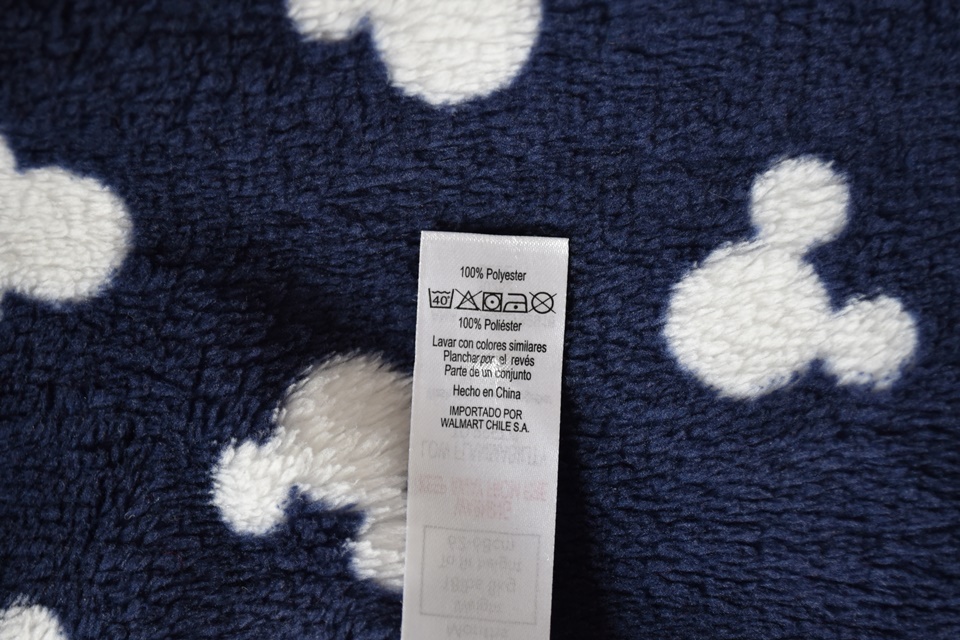 100% Polyester
40
100% Poliéster
Lavar con colores similares
Planchar por el revés
Parte de un conjunto
Hecho en China
IMPORTADO POR
WALMART CHILE S.A.